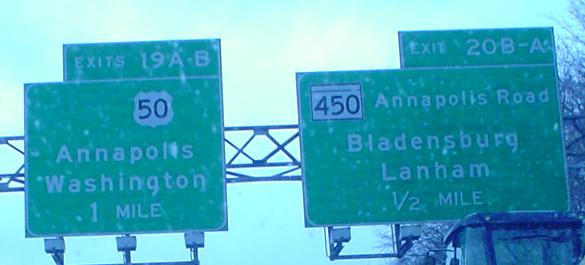 EXITS 19A-B
50
Annapolis
Washington
1 MILE
EXIT 20B-A
450 Annapolis Road
Bladensburg
Lanham
1/2 MILE